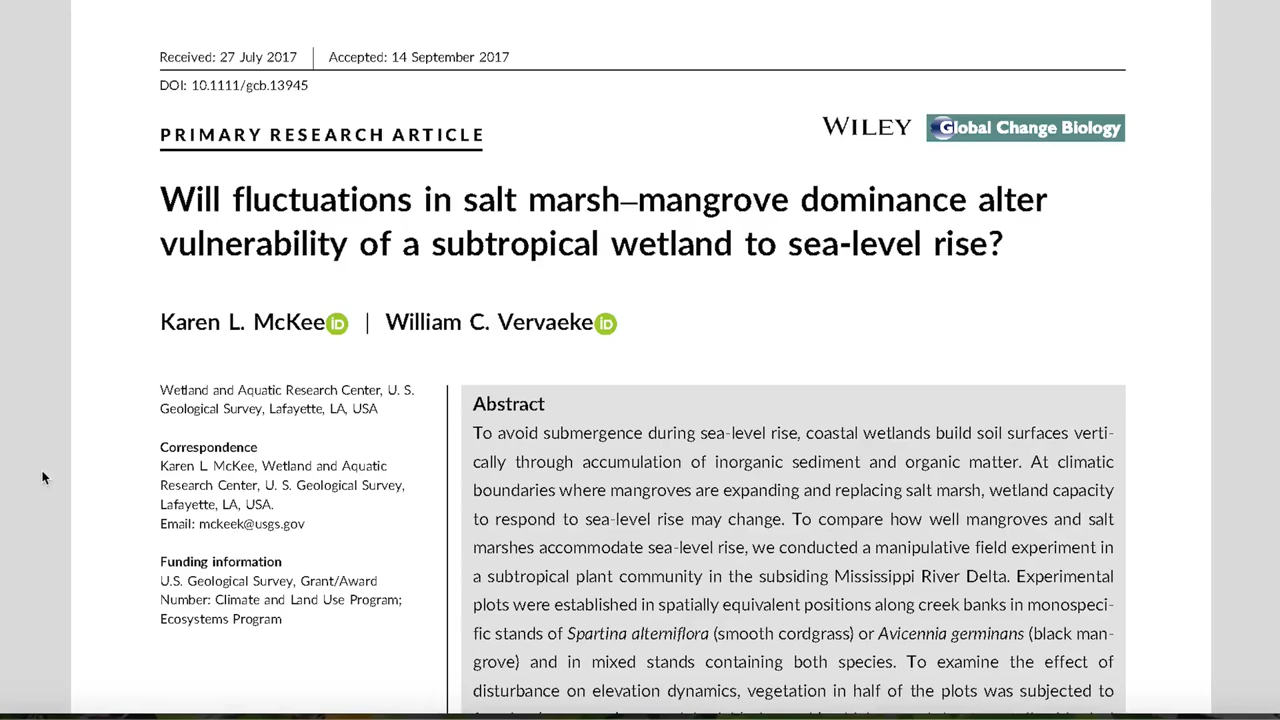 Received: 27 July 2017 | Accepted: 14 September 2017
DOI: 10.1111/gcb.13945
PRIMARY RESEARCH ARTICLE
WILEY Global Change Biology
Will fluctuations in salt marsh–mangrove dominance alter
vulnerability of a subtropical wetland to sea-level rise?
Karen L. McKee iD | William C. Vervaeke iD
Wetland and Aquatic Research Center, U. S.
Geological Survey, Lafayette, LA, USA
Correspondence
Karen L. McKee, Wetland and Aquatic
Research Center, U. S. Geological Survey,
Lafayette, LA, USA.
Email: mckeek@usgs.gov
Funding information
U.S. Geological Survey, Grant/Award
Number: Climate and Land Use Program;
Ecosystems Program
Abstract
To avoid submergence during sea-level rise, coastal wetlands build soil surfaces verti-
cally through accumulation of inorganic sediment and organic matter. At climatic
boundaries where mangroves are expanding and replacing salt marsh, wetland capacity
to respond to sea-level rise may change. To compare how well mangroves and salt
marshes accommodate sea-level rise, we conducted a manipulative field experiment in
a subtropical plant community in the subsiding Mississippi River Delta. Experimental
plots were established in spatially equivalent positions along creek banks in monospeci-
fic stands of Spartina alterniflora (smooth cordgrass) or Avicennia germinans (black man-
grove) and in mixed stands containing both species. To examine the effect of
disturbance on elevation dynamics, vegetation in half of the plots was subjected to